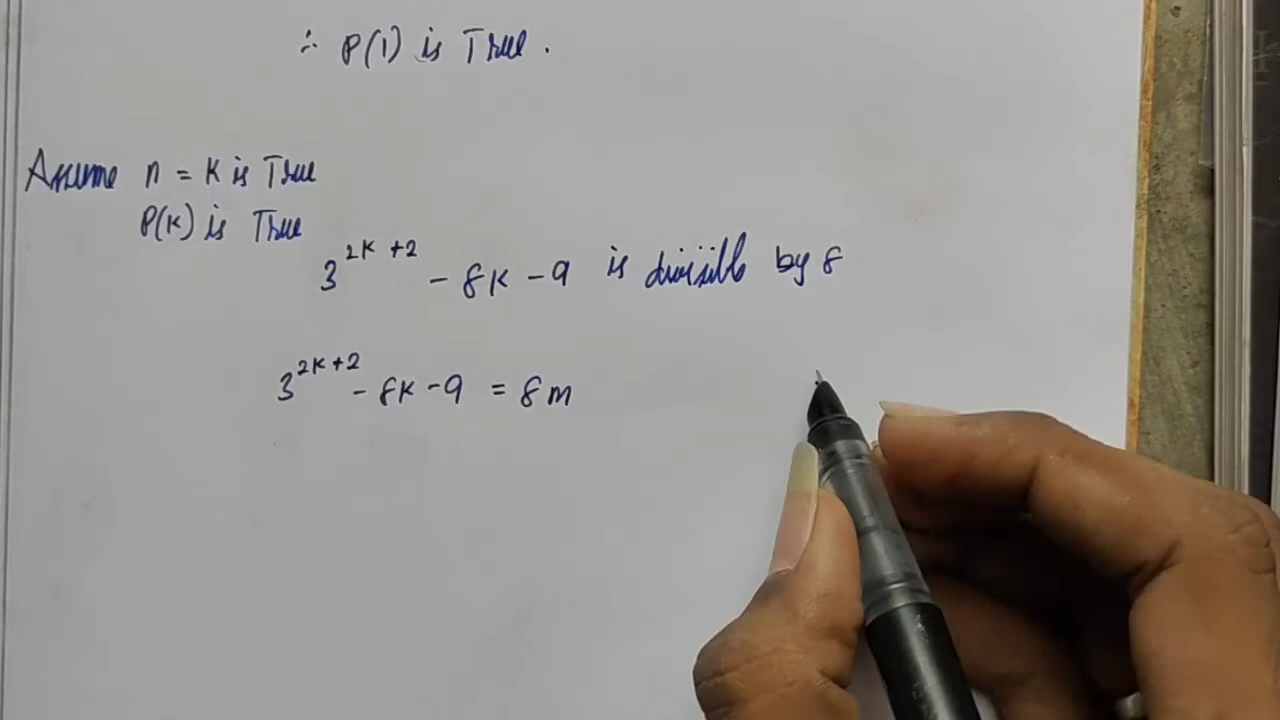 ∴ P(1) is True.
Assume n = K is True
P(K) is True
3^{2K+2} - 8K - 9 is divisible by 8
3^{2K+2} - 8K - 9 = 8m